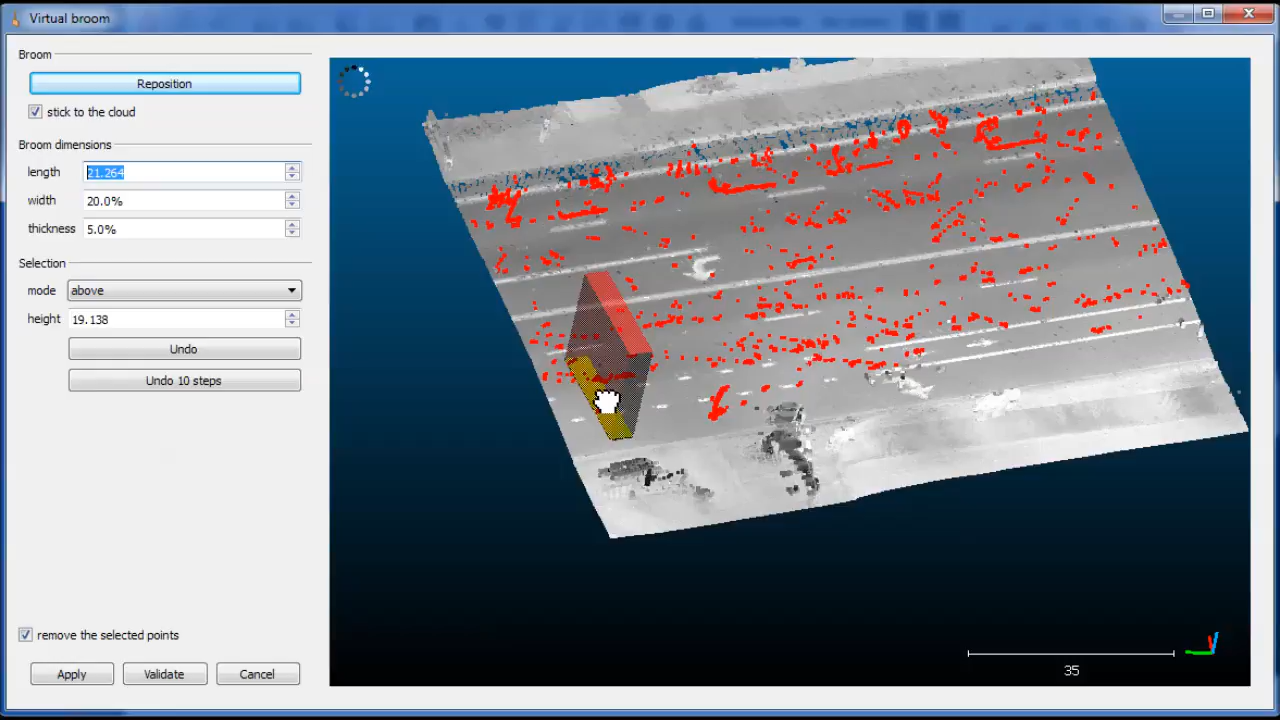 Virtual broom
Broom
Reposition
stick to the cloud
Broom dimensions
length 21.264
width 20.0%
thickness 5.0%
Selection
mode above
height 19.138
Undo
Undo 10 steps
remove the selected points
Apply Validate Cancel
35